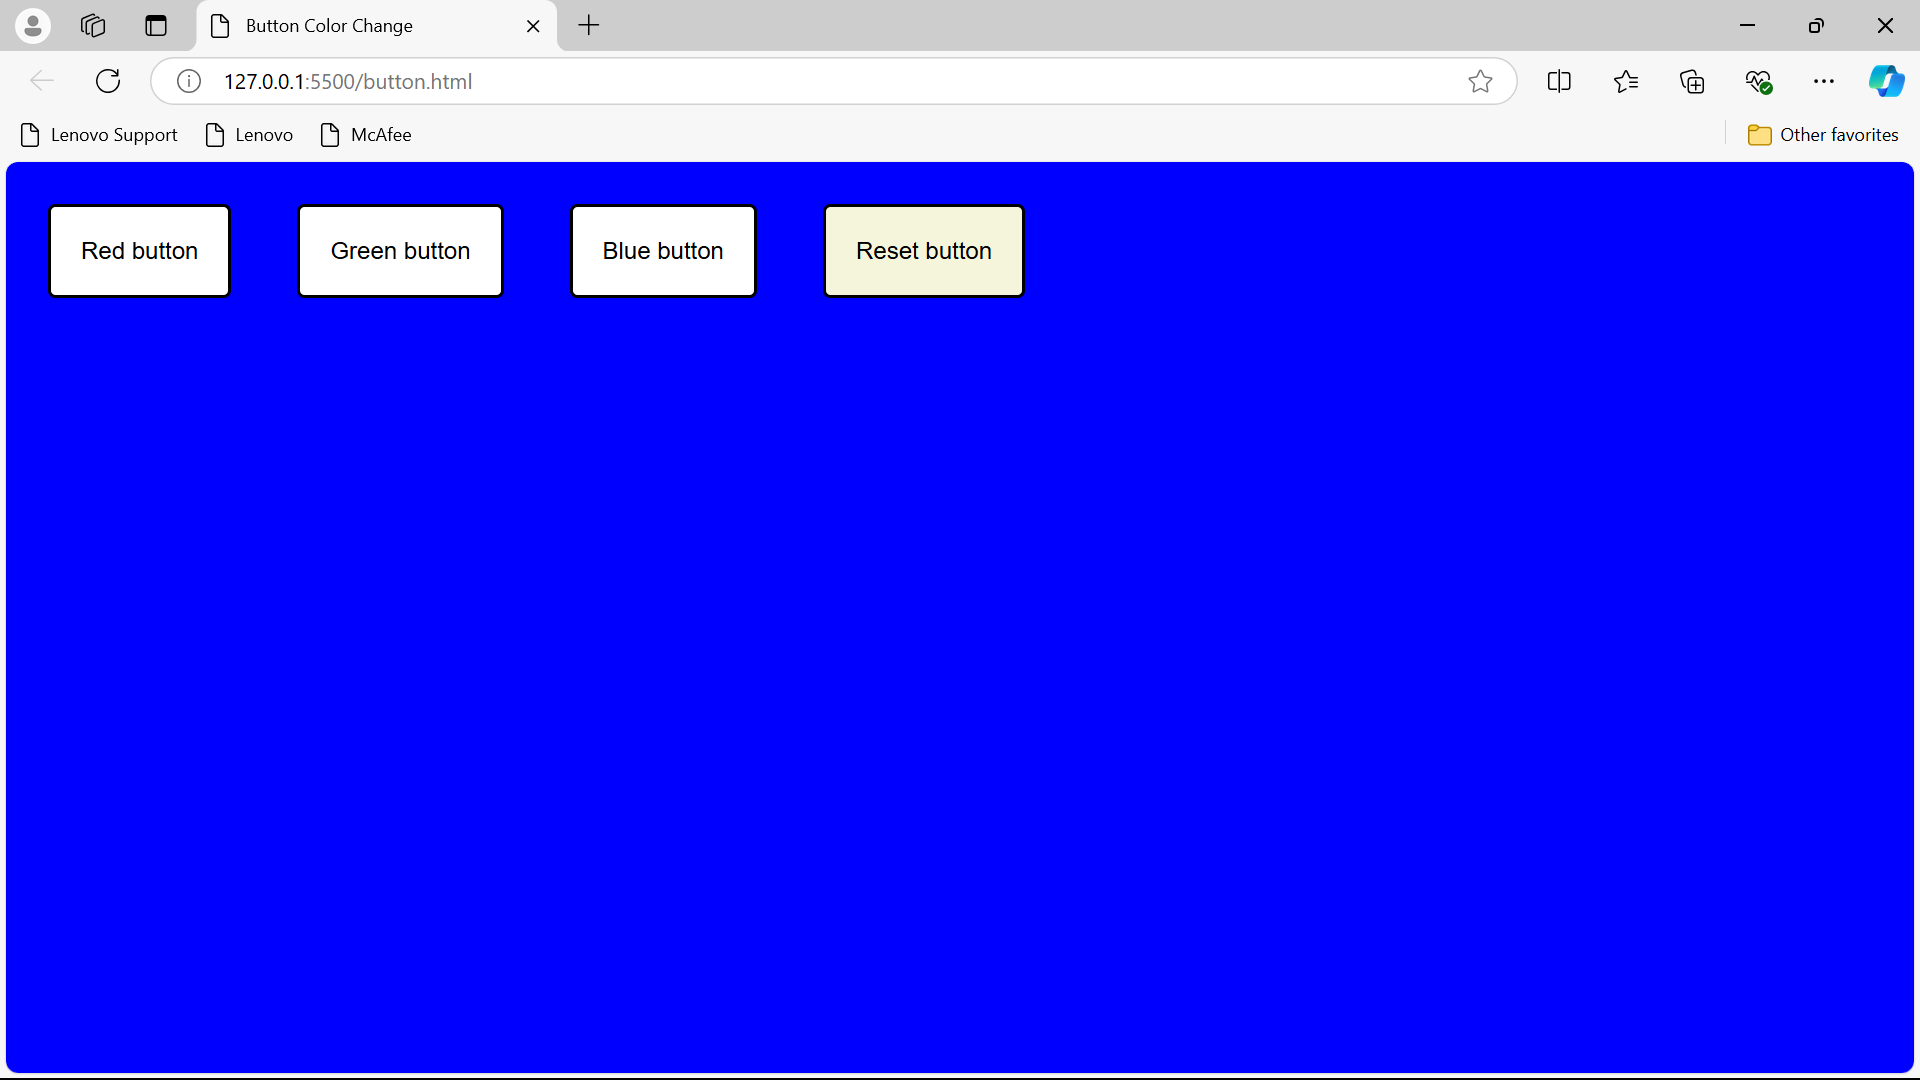 Button Color Change
127.0.0.1:5500/button.html
Lenovo Support Lenovo McAfee Other favorites
Red button Green button Blue button Reset button